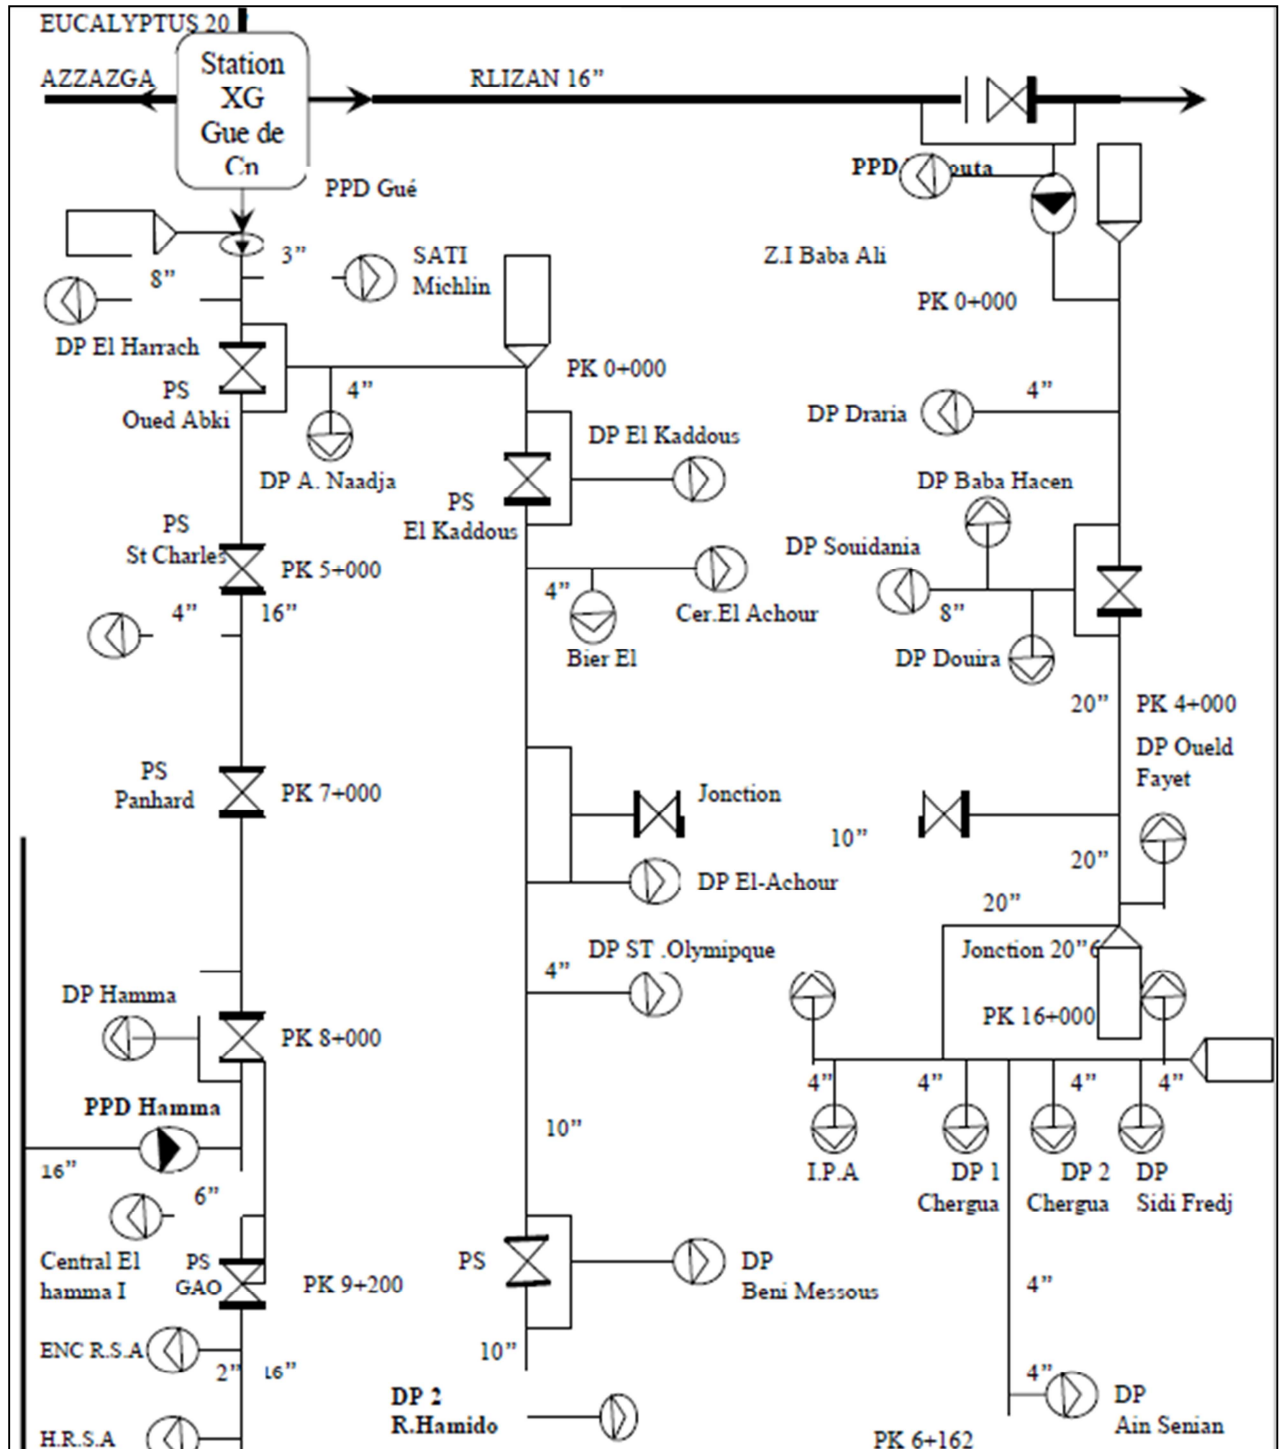 EUCALYPTUS 20
Station
XG
Gue de
AZZAZGA
RLIZAN 16”
PPD Gué
PPD
outa
3”
SATI
Michlin
8”
Z.I Baba Ali
PK 0+000
DP El Harrach
PS
Oued Abki
4”
PK 0+000
4”
DP Draria
DP El Kaddous
DP A. Naadja
PS
El Kaddous
DP Baba Hacen
PS
St Charles
PK 5+000
DP Souidania
4”
16”
4”
Cer.El Achour
8”
Bier El
DP Douira
20”
PK 4+000
DP Oueld
Fayet
PS
Panhard
PK 7+000
Jonction
10”
20”
DP El-Achour
20”
DP ST .Olymipque
4”
Jonction 20”6
DP Hamma
PK 16+000
PK 8+000
4”
4”
4”
4”
PPD Hamma
10”
16”
I.P.A
DP 1
Chergua
DP 2
Chergua
DP
Sidi Fredj
6”
Central El
hamma I
PS
GAO
PK 9+200
PS
DP
Beni Messous
4”
ENC R.S.A
2”
16”
10”
4”
DP 2
R.Hamido
DP
Ain Senian
H.R.S.A
PK 6+162